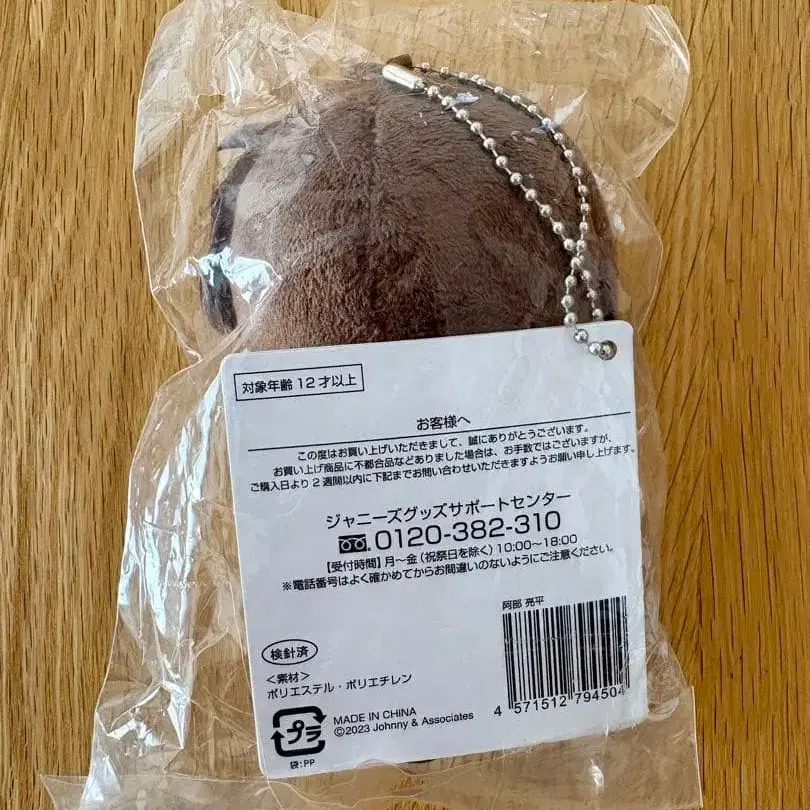 対象年齢12才以上
お客様へ
この度はお買い上げいただきまして、誠にありがとうございます。
お買い上げ商品に不都合品などありました場合は、お手数ではございますが、
ご購入日より2週間以内に下記までお問い合わせいただきますようお願い申し上げます。
ジャニーズグッズサポートセンター
0120-382-310
【受付時間】月~金(祝祭日を除く)10:00~18:00
※電話番号はよく確かめてからお間違いのないようにご注意ください。
阿部 亮平
検針済
<素材>
ポリエステル・ポリエチレン
4 571512 794504
プラ
MADE IN CHINA
©2023 Johnny & Associates
袋:PP